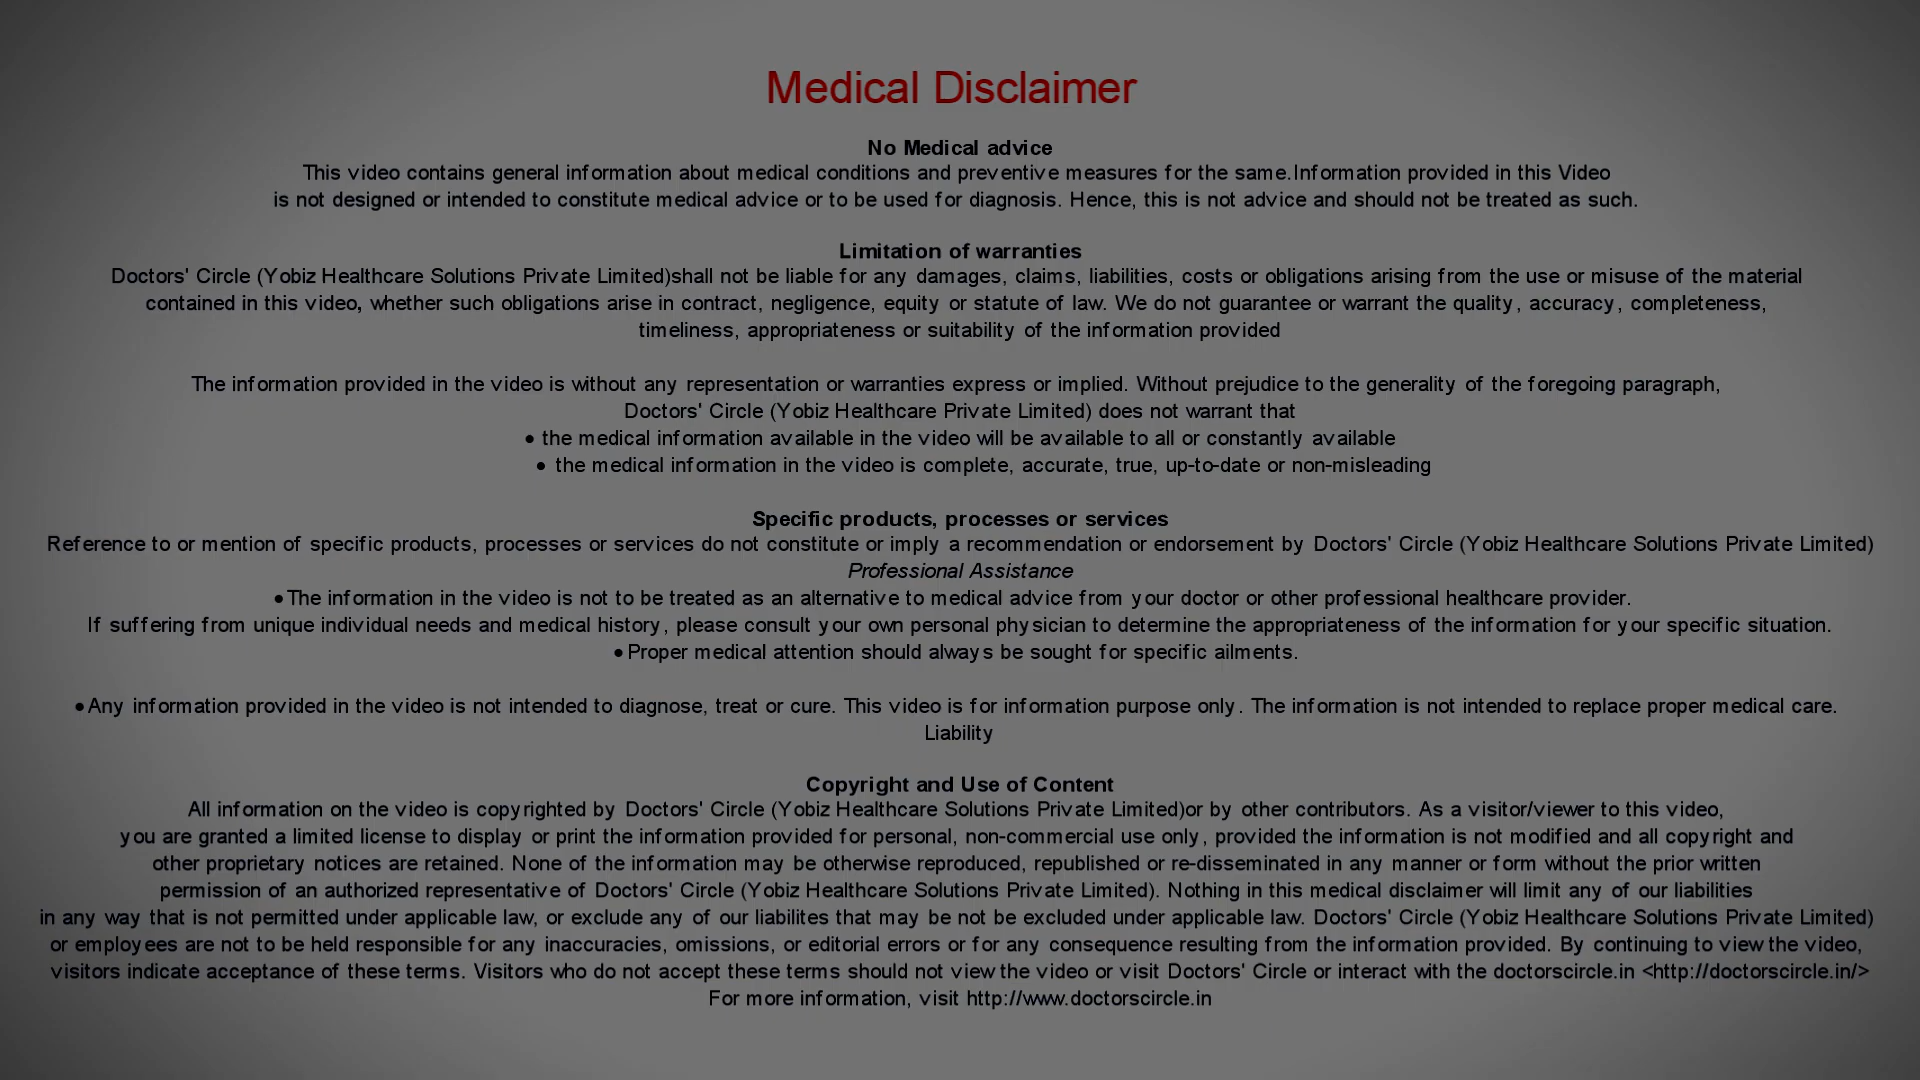 Medical Disclaimer
No Medical advice
This video contains general information about medical conditions and preventive measures for the same.Information provided in this Video
is not designed or intended to constitute medical advice or to be used for diagnosis. Hence, this is not advice and should not be treated as such.
Limitation of warranties
Doctors' Circle (Yobiz Healthcare Solutions Private Limited)shall not be liable for any damages, claims, liabilities, costs or obligations arising from the use or misuse of the material
contained in this video, whether such obligations arise in contract, negligence, equity or statute of law. We do not guarantee or warrant the quality, accuracy, completeness,
timeliness, appropriateness or suitability of the information provided
The information provided in the video is without any representation or warranties express or implied. Without prejudice to the generality of the foregoing paragraph,
Doctors' Circle (Yobiz Healthcare Private Limited) does not warrant that
• the medical information available in the video will be available to all or constantly available
• the medical information in the video is complete, accurate, true, up-to-date or non-misleading
Specific products, processes or services
Reference to or mention of specific products, processes or services do not constitute or imply a recommendation or endorsement by Doctors' Circle (Yobiz Healthcare Solutions Private Limited)
Professional Assistance
•The information in the video is not to be treated as an alternative to medical advice from your doctor or other professional healthcare provider.
If suffering from unique individual needs and medical history, please consult your own personal physician to determine the appropriateness of the information for your specific situation.
•Proper medical attention should always be sought for specific ailments.
•Any information provided in the video is not intended to diagnose, treat or cure. This video is for information purpose only. The information is not intended to replace proper medical care.
Liability
Copyright and Use of Content
All information on the video is copyrighted by Doctors' Circle (Yobiz Healthcare Solutions Private Limited)or by other contributors. As a visitor/viewer to this video,
you are granted a limited license to display or print the information provided for personal, non-commercial use only, provided the information is not modified and all copyright and
other proprietary notices are retained. None of the information may be otherwise reproduced, republished or re-disseminated in any manner or form without the prior written
permission of an authorized representative of Doctors' Circle (Yobiz Healthcare Solutions Private Limited). Nothing in this medical disclaimer will limit any of our liabilities
in any way that is not permitted under applicable law, or exclude any of our liabilites that may be not be excluded under applicable law. Doctors' Circle (Yobiz Healthcare Solutions Private Limited)
or employees are not to be held responsible for any inaccuracies, omissions, or editorial errors or for any consequence resulting from the information provided. By continuing to view the video,
visitors indicate acceptance of these terms. Visitors who do not accept these terms should not view the video or visit Doctors' Circle or interact with the doctorscircle.in <http://doctorscircle.in/>
For more information, visit http://www.doctorscircle.in